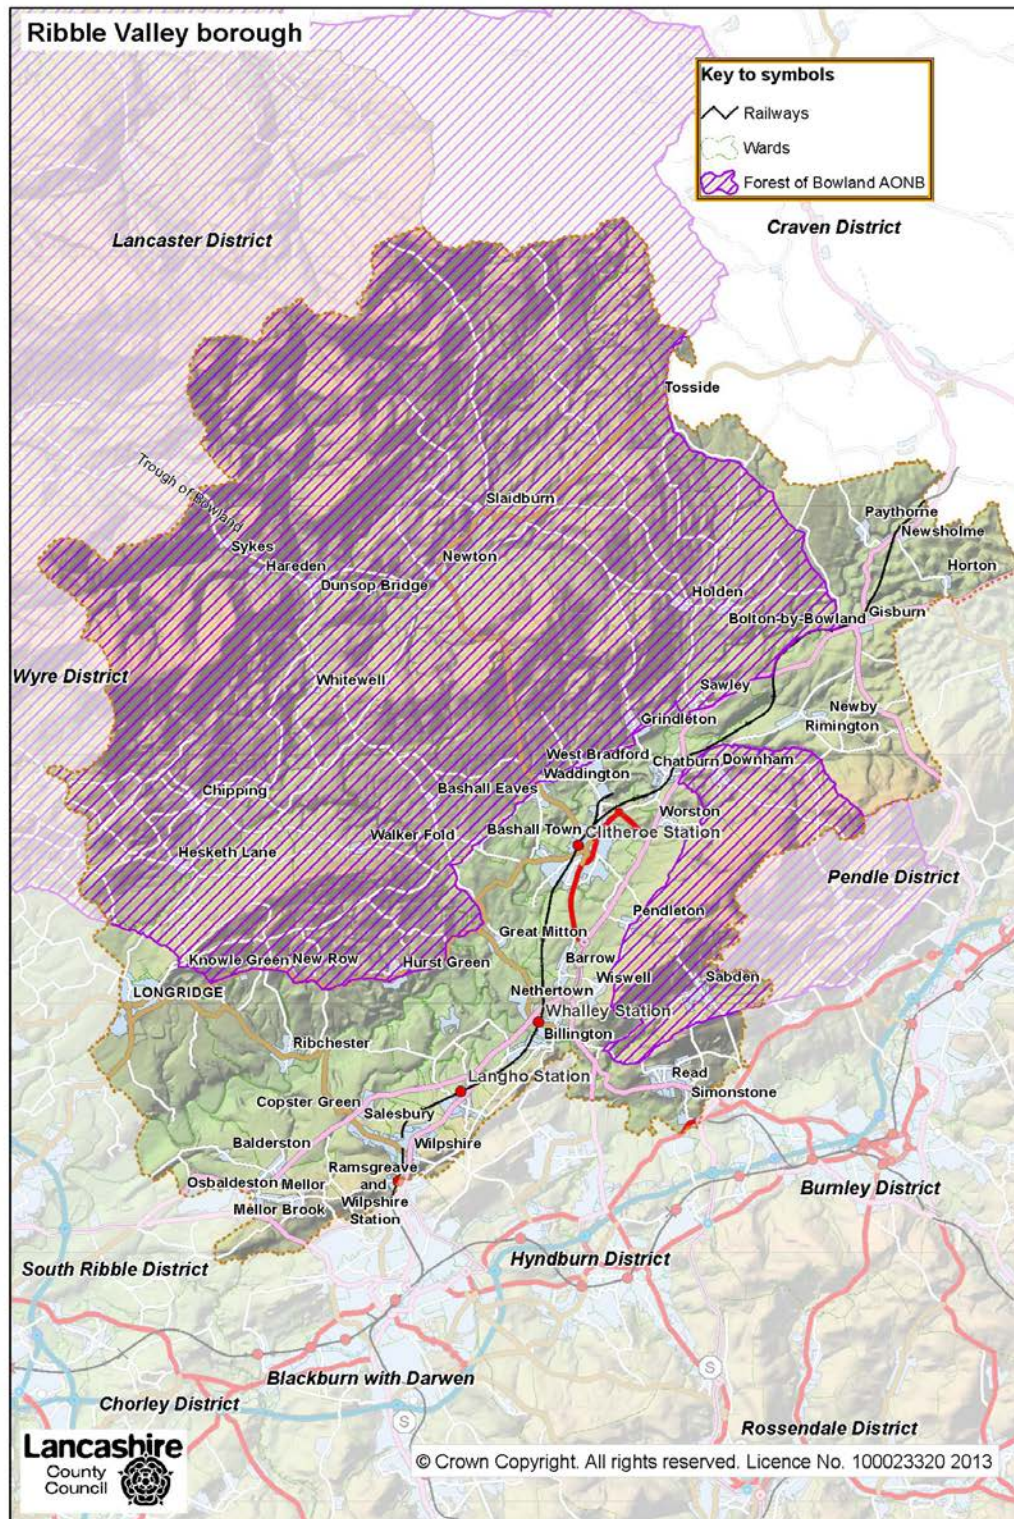 Ribble Valley borough
Key to symbols
Railways
Wards
Forest of Bowland AONB
Craven District
Lancaster District
Tosside
Trough of Bowland
Slaidburn
Paythorne
Newsholme
Sykes
Newton
Hareden
Horton
Dunsop Bridge
Holden
Gisburn
Bolton-by-Bowland
Wyre District
Whitewell
Sawley
Newby
Grindleton
Rimington
West Bradford
Chatburn
Downham
Waddington
Bashall Eaves
Chipping
Worston
Bashall Town
Clitheroe Station
Walker Fold
Hesketh Lane
Pendle District
Pendleton
Great Mitton
Knowle Green
New Row
Hurst Green
Barrow
Wiswell
Sabden
LONGRIDGE
Nethertown
Whalley Station
Billington
Ribchester
Read
Langho Station
Simonstone
Copster Green
Salesbury
Balderston
Wilpshire
Osbaldeston
Mellor
Ramsgreave
and
Wilpshire
Station
Mellor Brook
Burnley District
Hyndburn District
South Ribble District
S
Blackburn with Darwen
Chorley District
S
Rossendale District
Lancashire
County
Council
© Crown Copyright. All rights reserved. Licence No. 100023320 2013